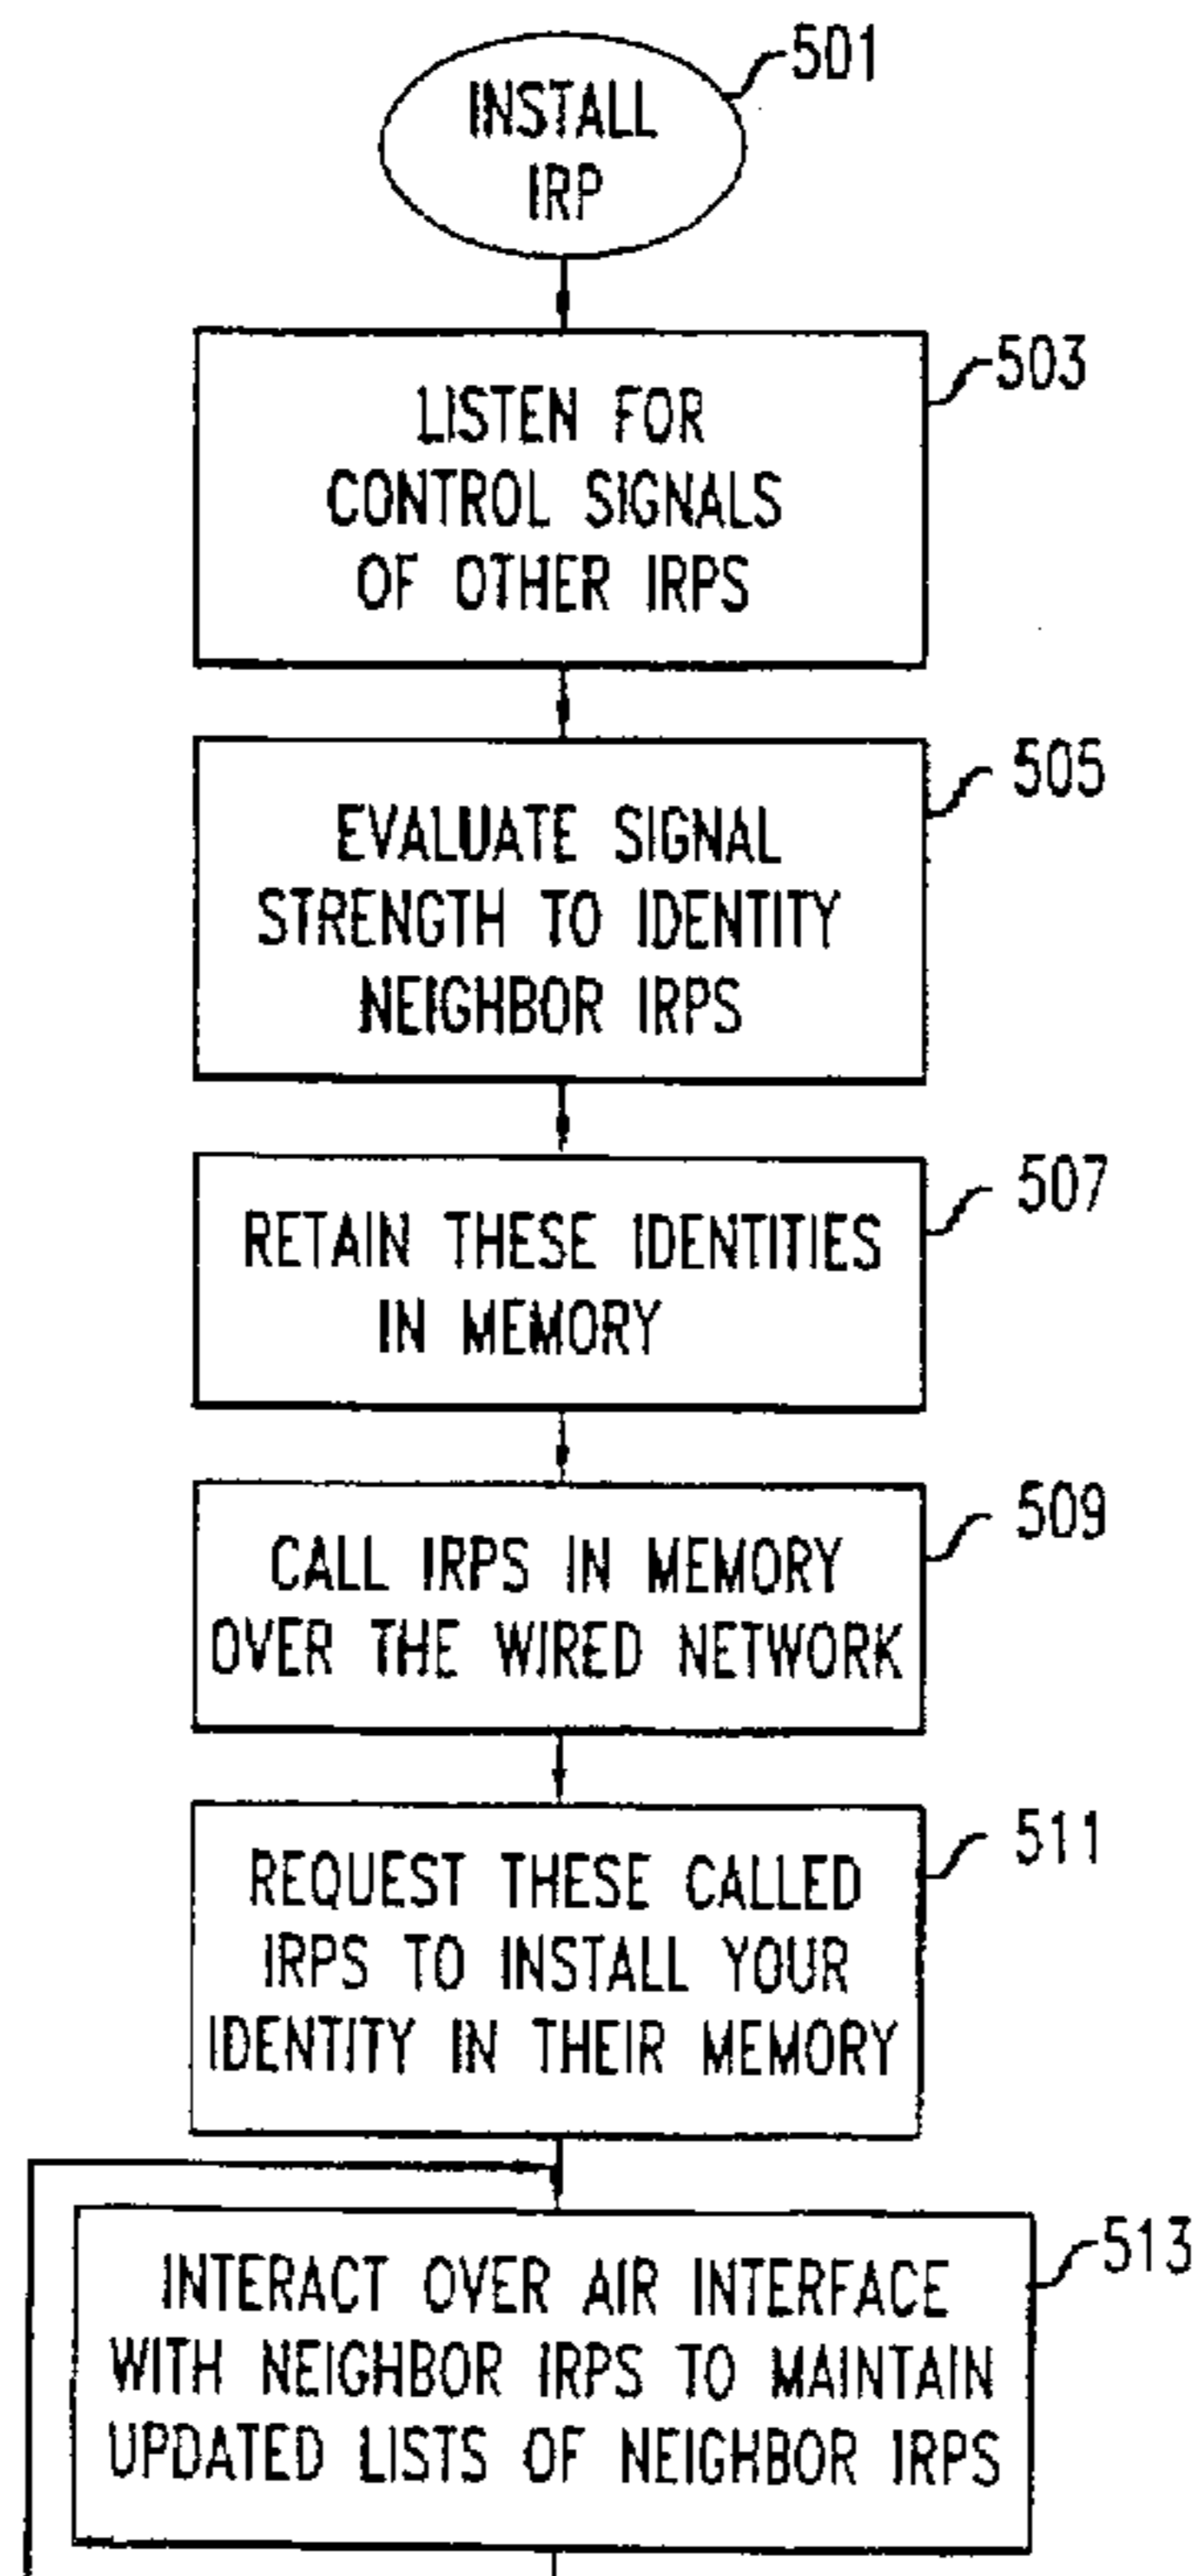 501
INSTALL
IRP
503
LISTEN FOR
CONTROL SIGNALS
OF OTHER IRPS
505
EVALUATE SIGNAL
STRENGTH TO IDENTITY
NEIGHBOR IRPS
507
RETAIN THESE IDENTITIES
IN MEMORY
509
CALL IRPS IN MEMORY
OVER THE WIRED NETWORK
511
REQUEST THESE CALLED
IRPS TO INSTALL YOUR
IDENTITY IN THEIR MEMORY
513
INTERACT OVER AIR INTERFACE
WITH NEIGHBOR IRPS TO MAINTAIN
UPDATED LISTS OF NEIGHBOR IRPS